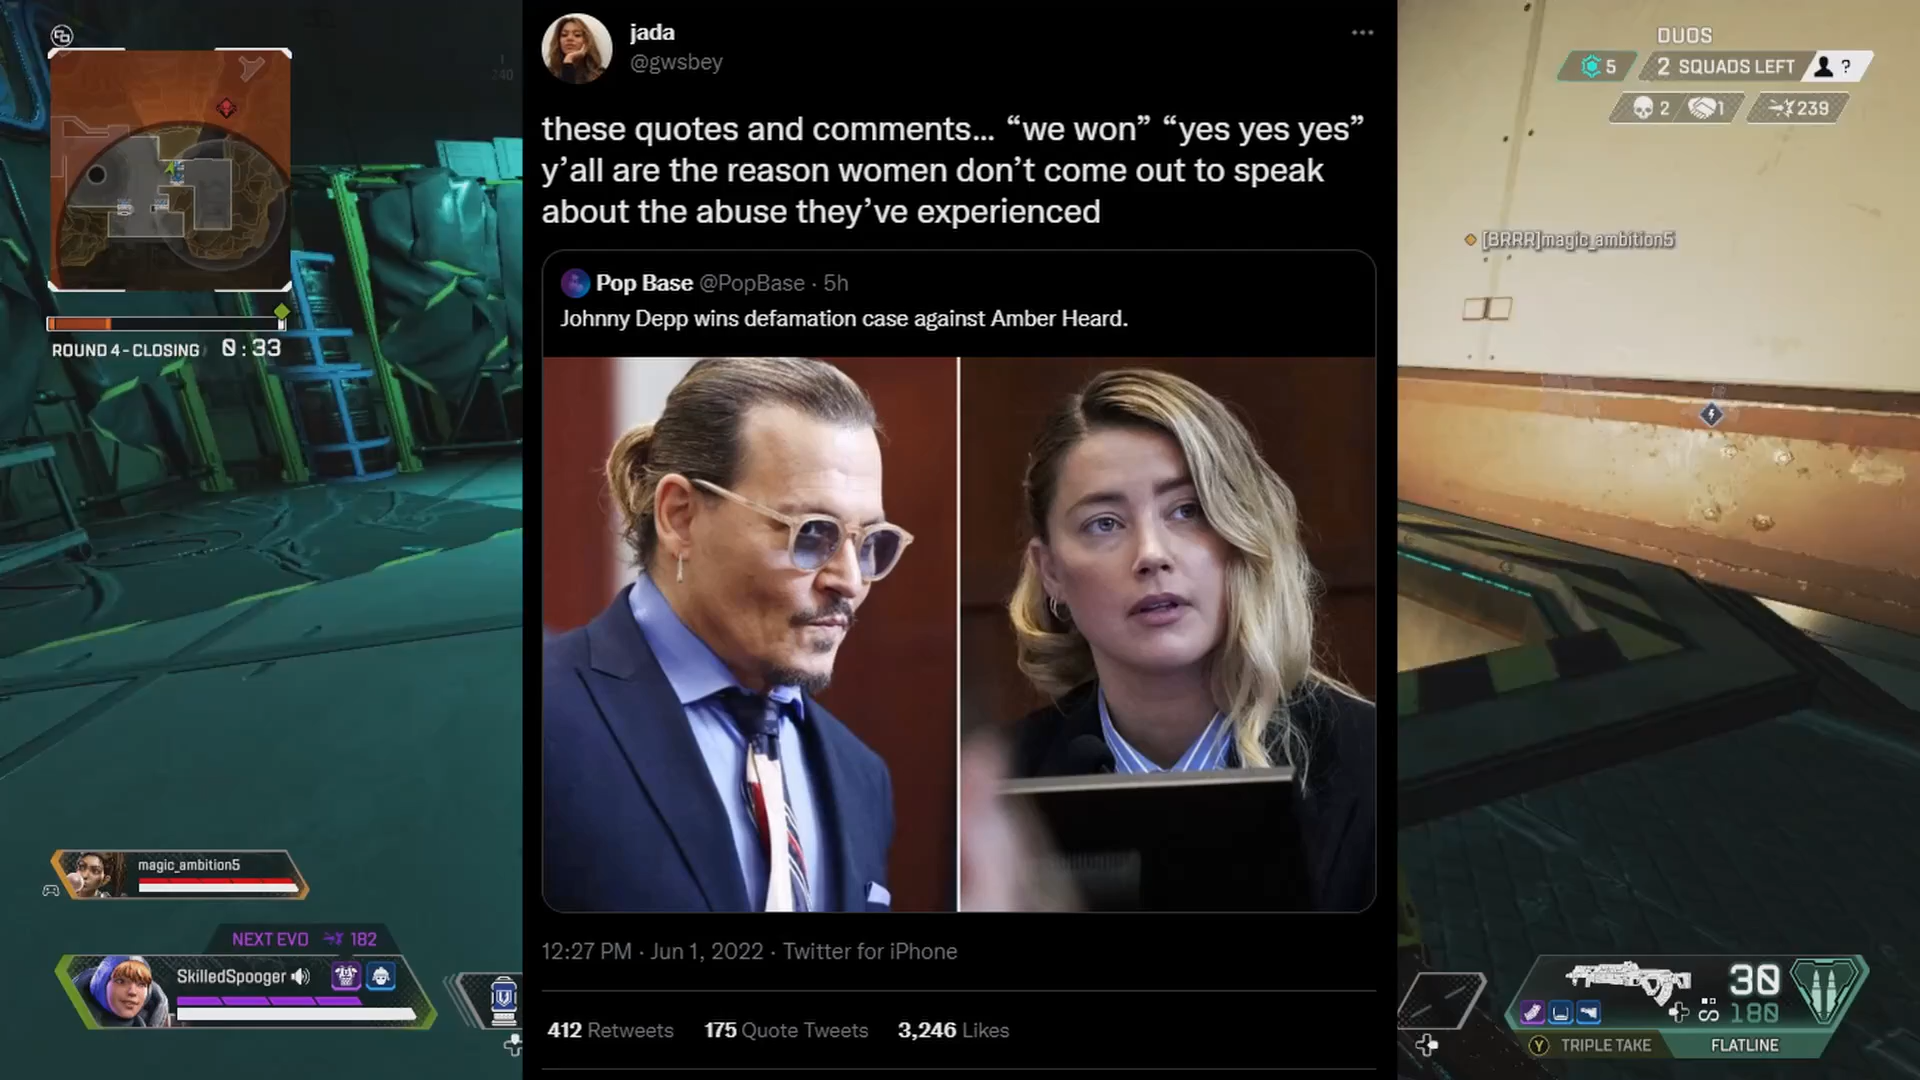 jada
@gwsbey
these quotes and comments... “we won” “yes yes yes”
y’all are the reason women don’t come out to speak
about the abuse they’ve experienced
Pop Base @PopBase · 5h
Johnny Depp wins defamation case against Amber Heard.
12:27 PM · Jun 1, 2022 · Twitter for iPhone
412 Retweets 175 Quote Tweets 3,246 Likes
ROUND 4 - CLOSING 0:33
magic_ambition5
NEXT EVO 182
SkilledSpooger
DUOS
5 2 SQUADS LEFT ?
2 1 239
[BRRR]magic_ambition5
30
180
Y TRIPLE TAKE FLATLINE